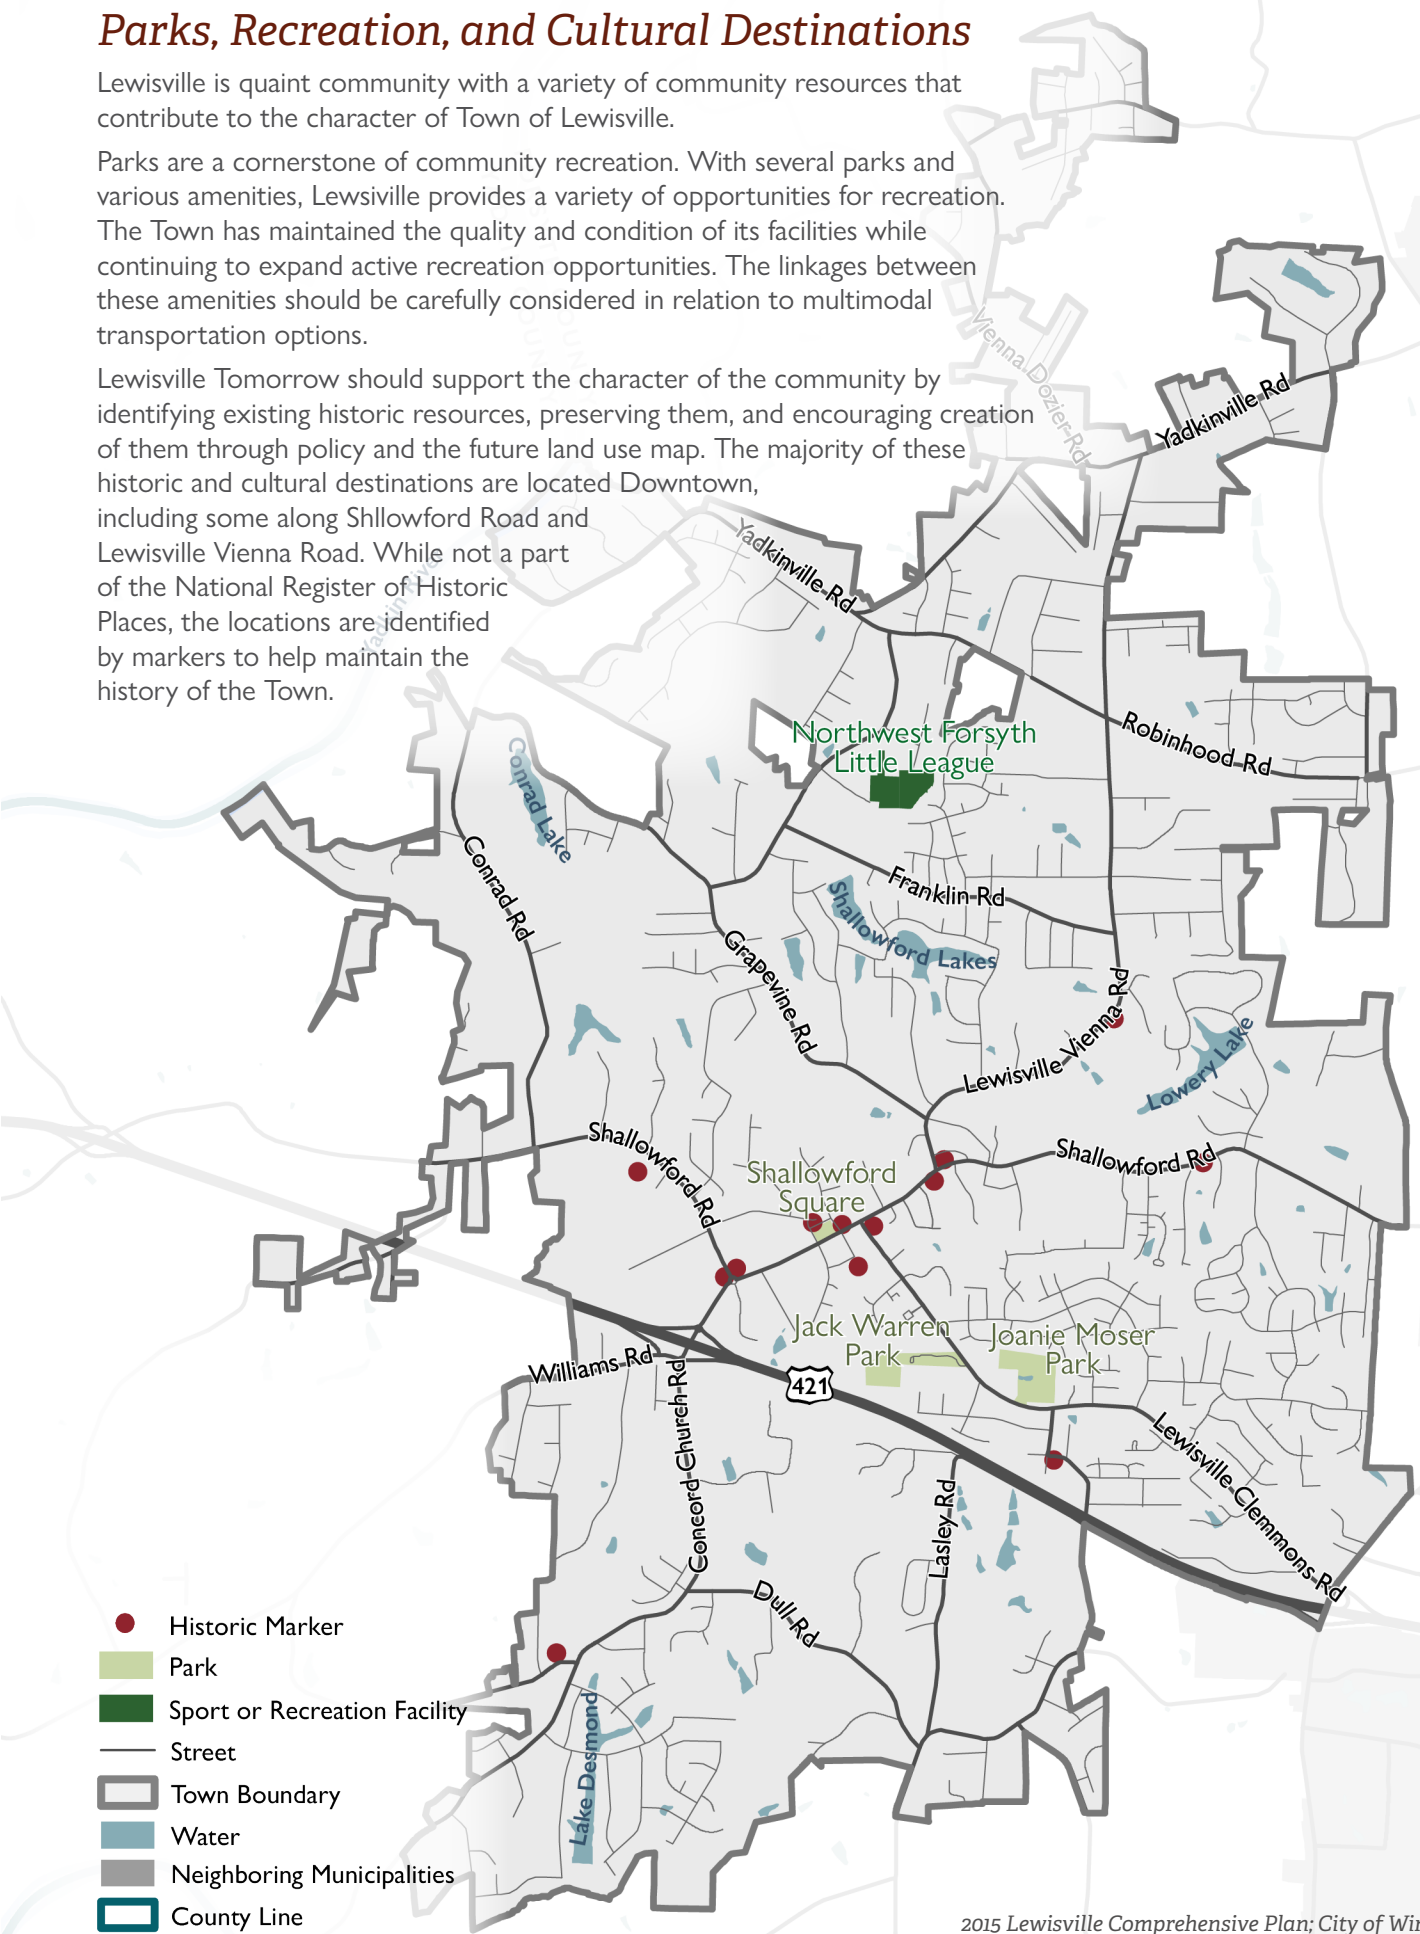 Parks, Recreation, and Cultural Destinations
Lewisville is quaint community with a variety of community resources that
contribute to the character of Town of Lewisville.
Parks are a cornerstone of community recreation. With several parks and
various amenities, Lewsiville provides a variety of opportunities for recreation.
The Town has maintained the quality and condition of its facilities while
continuing to expand active recreation opportunities. The linkages between
these amenities should be carefully considered in relation to multimodal
transportation options.
Lewisville Tomorrow should support the character of the community by
identifying existing historic resources, preserving them, and encouraging creation
of them through policy and the future land use map. The majority of these
historic and cultural destinations are located Downtown,
including some along Shllowford Road and
Lewisville Vienna Road. While not a part
of the National Register of Historic
Places, the locations are identified
by markers to help maintain the
history of the Town.
Vienna Dozier Rd
Yadkinville Rd
Yadkinville Rd
Yadkin River
Northwest Forsyth
Little League
Robinhood Rd
Conrad Lake
Conrad Rd
Franklin Rd
Shallowford Lakes
Grapevine Rd
Lewisville Vienna Rd
Lowery Lake
Shallowford Rd
Shallowford Rd
Shallowford
Square
Jack Warren
Park
Joanie Moser
Park
Williams Rd
421
Concord Church Rd
Lewisville Clemmons Rd
Lasley Rd
Dull Rd
Lake Desmond
Historic Marker
Park
Sport or Recreation Facility
Street
Town Boundary
Water
Neighboring Municipalities
County Line
2015 Lewisville Comprehensive Plan; City of